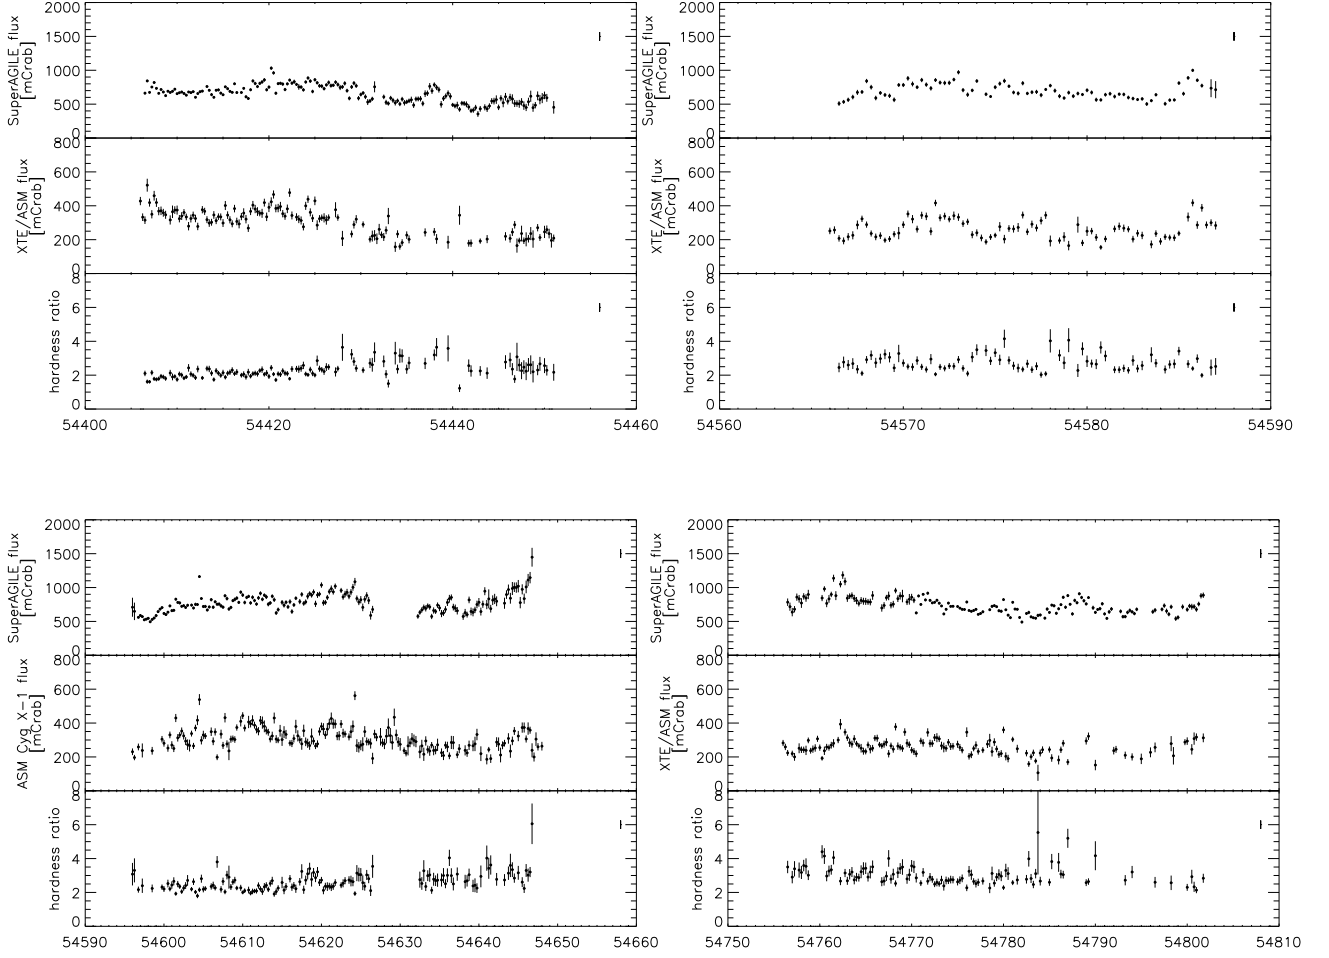 SuperAGILE flux
[mCrab]
2000
1500
1000
500
0
XTE/ASM flux
[mCrab]
800
600
400
200
0
hardness ratio
8
6
4
2
0
54400 54420 54440 54460
SuperAGILE flux
[mCrab]
2000
1500
1000
500
0
XTE/ASM flux
[mCrab]
800
600
400
200
0
hardness ratio
8
6
4
2
0
54560 54570 54580 54590
SuperAGILE flux
[mCrab]
2000
1500
1000
500
0
ASM Cyg X-1 flux
[mCrab]
800
600
400
200
0
hardness ratio
8
6
4
2
0
54590 54600 54610 54620 54630 54640 54650 54660
SuperAGILE flux
[mCrab]
2000
1500
1000
500
0
XTE/ASM flux
[mCrab]
800
600
400
200
0
hardness ratio
8
6
4
2
0
54750 54760 54770 54780 54790 54800 54810